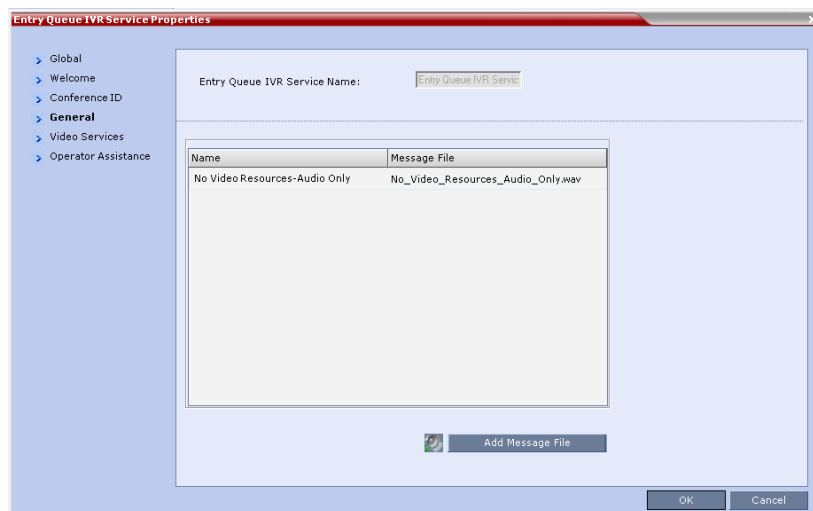 Entry Queue IVR Service Properties
Global
Welcome
Conference ID
General
Video Services
Operator Assistance
Entry Queue IVR Service Name:
Entry Queue IVR Servic
Name
Message File
No Video Resources-Audio Only
No_Video_Resources_Audio_Only.wav
Add Message File
OK
Cancel